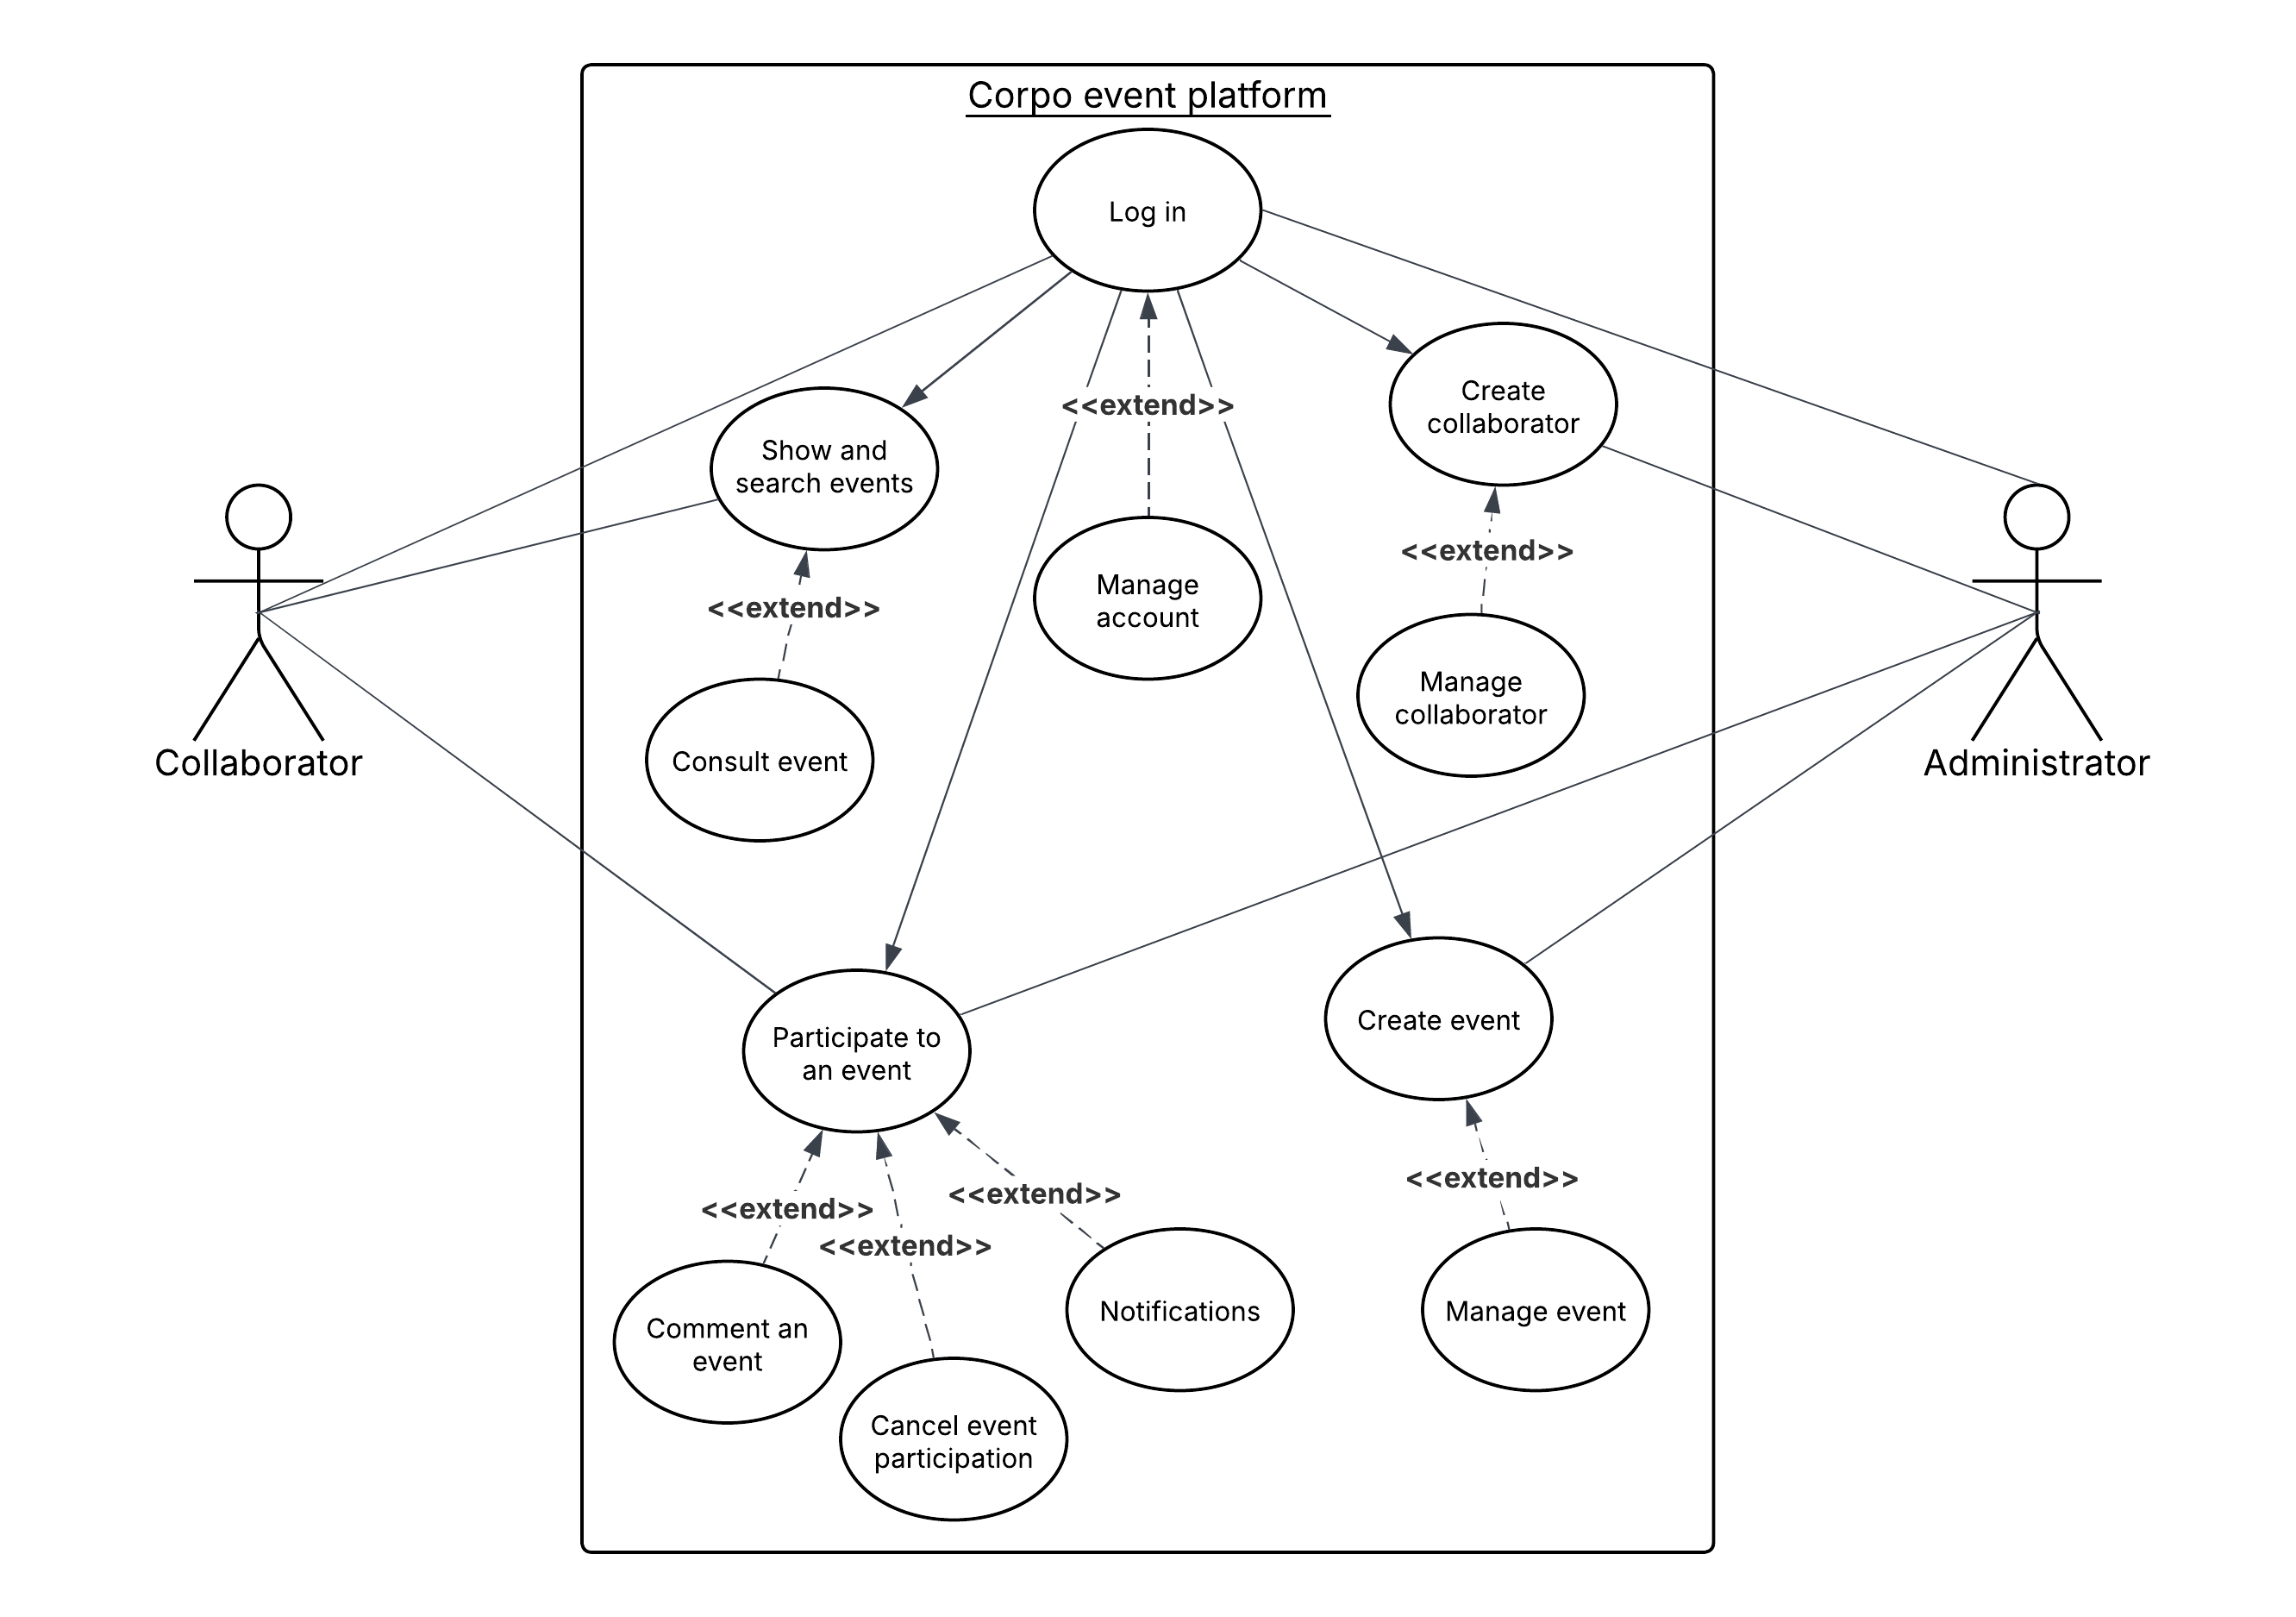 Corpo event platform
Log in
<<extend>>
Create
collaborator
Show and
search events
<<extend>>
Manage
account
<<extend>>
Manage
collaborator
Consult event
Collaborator
Administrator
Participate to
an event
Create event
<<extend>>
<<extend>>
<<extend>>
<<extend>>
Comment an
event
Notifications
Manage event
Cancel event
participation